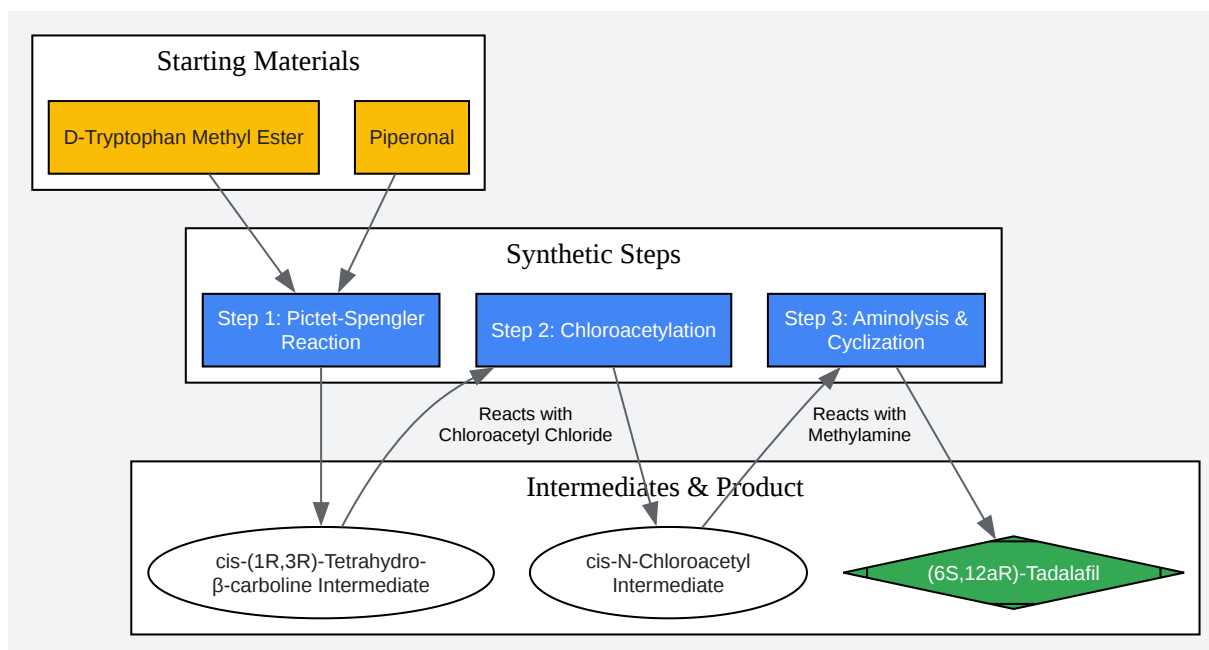 Starting Materials
D-Tryptophan Methyl Ester
Piperonal
Synthetic Steps
Step 1: Pictet-Spengler
Reaction
Step 2: Chloroacetylation
Step 3: Aminolysis &
Cyclization
Reacts with
Chloroacetyl Chloride
Reacts with
Methylamine
Intermediates & Product
cis-(1R,3R)-Tetrahydro-
β-carboline Intermediate
cis-N-Chloroacetyl
Intermediate
(6S,12aR)-Tadalafil